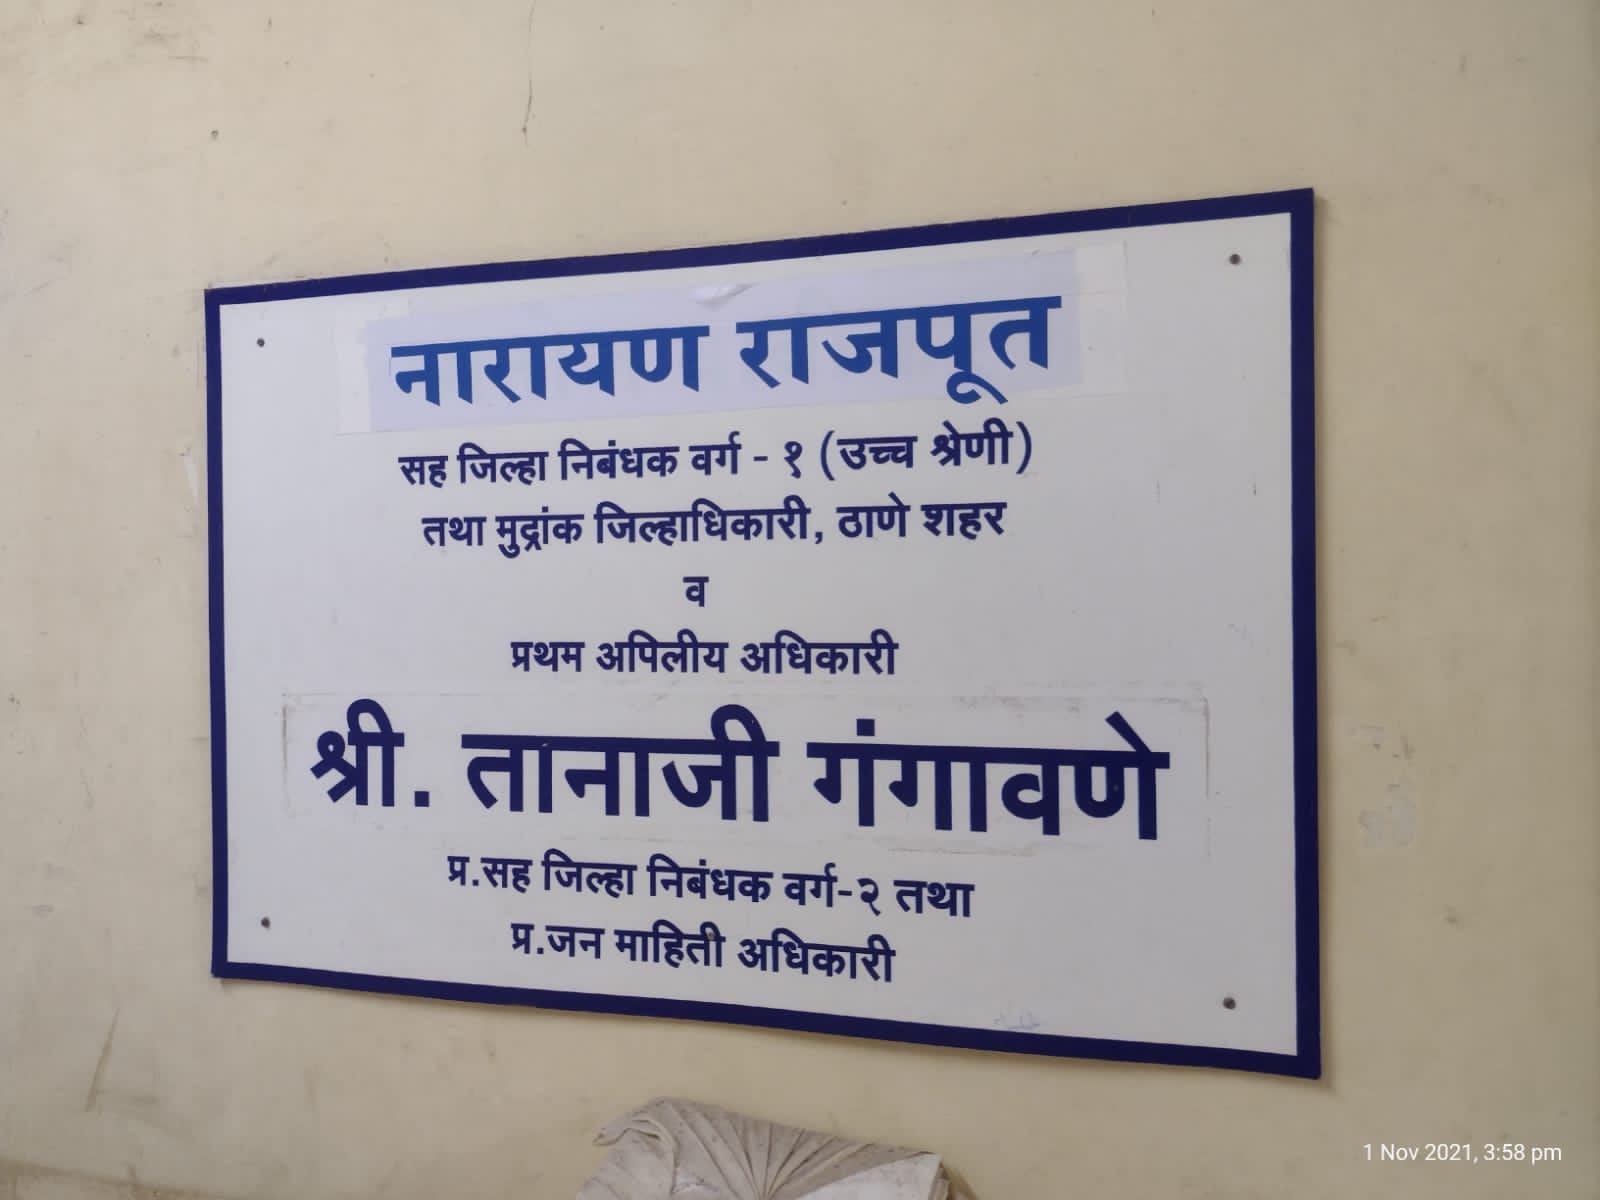 नारायण राजपूत
सह जिल्हा निबंधक वर्ग - १ (उच्च श्रेणी)
तथा मुद्रांक जिल्हाधिकारी, ठाणे शहर
व
प्रथम अपिलीय अधिकारी
श्री. तानाजी गंगावणे
प्र.सह जिल्हा निबंधक वर्ग-२ तथा
प्र.जन माहिती अधिकारी
1 Nov 2021, 3:58 pm